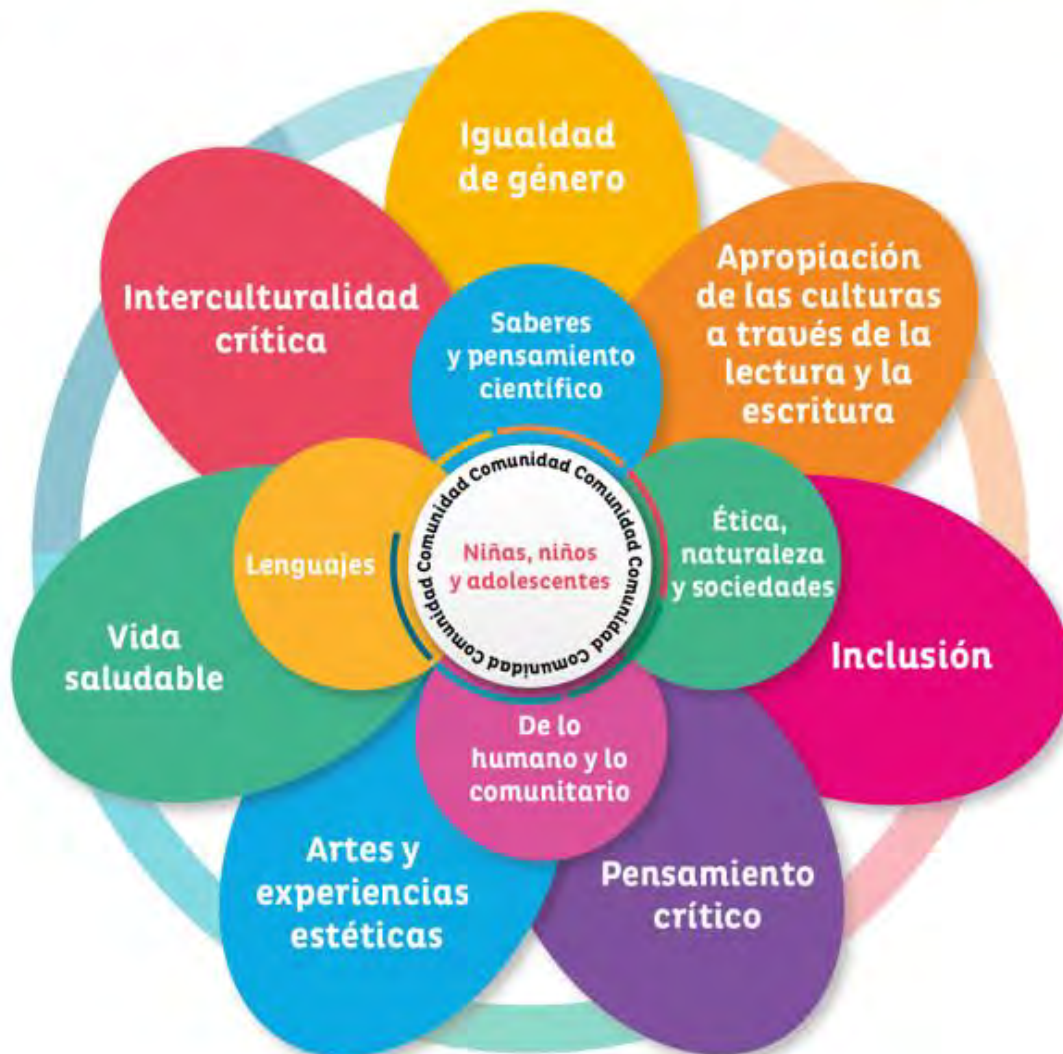 Igualdad
de género
Apropiación
de las culturas
a través de la
lectura y la
escritura
Inclusión
Pensamiento
crítico
Artes y
experiencias
estéticas
Vida
saludable
Interculturalidad
crítica
Saberes
y pensamiento
científico
Ética,
naturaleza
y sociedades
De lo
humano y lo
comunitario
Lenguajes
Comunidad Comunidad Comunidad Comunidad Comunidad Comunidad Comunidad
Niñas, niños
y adolescentes